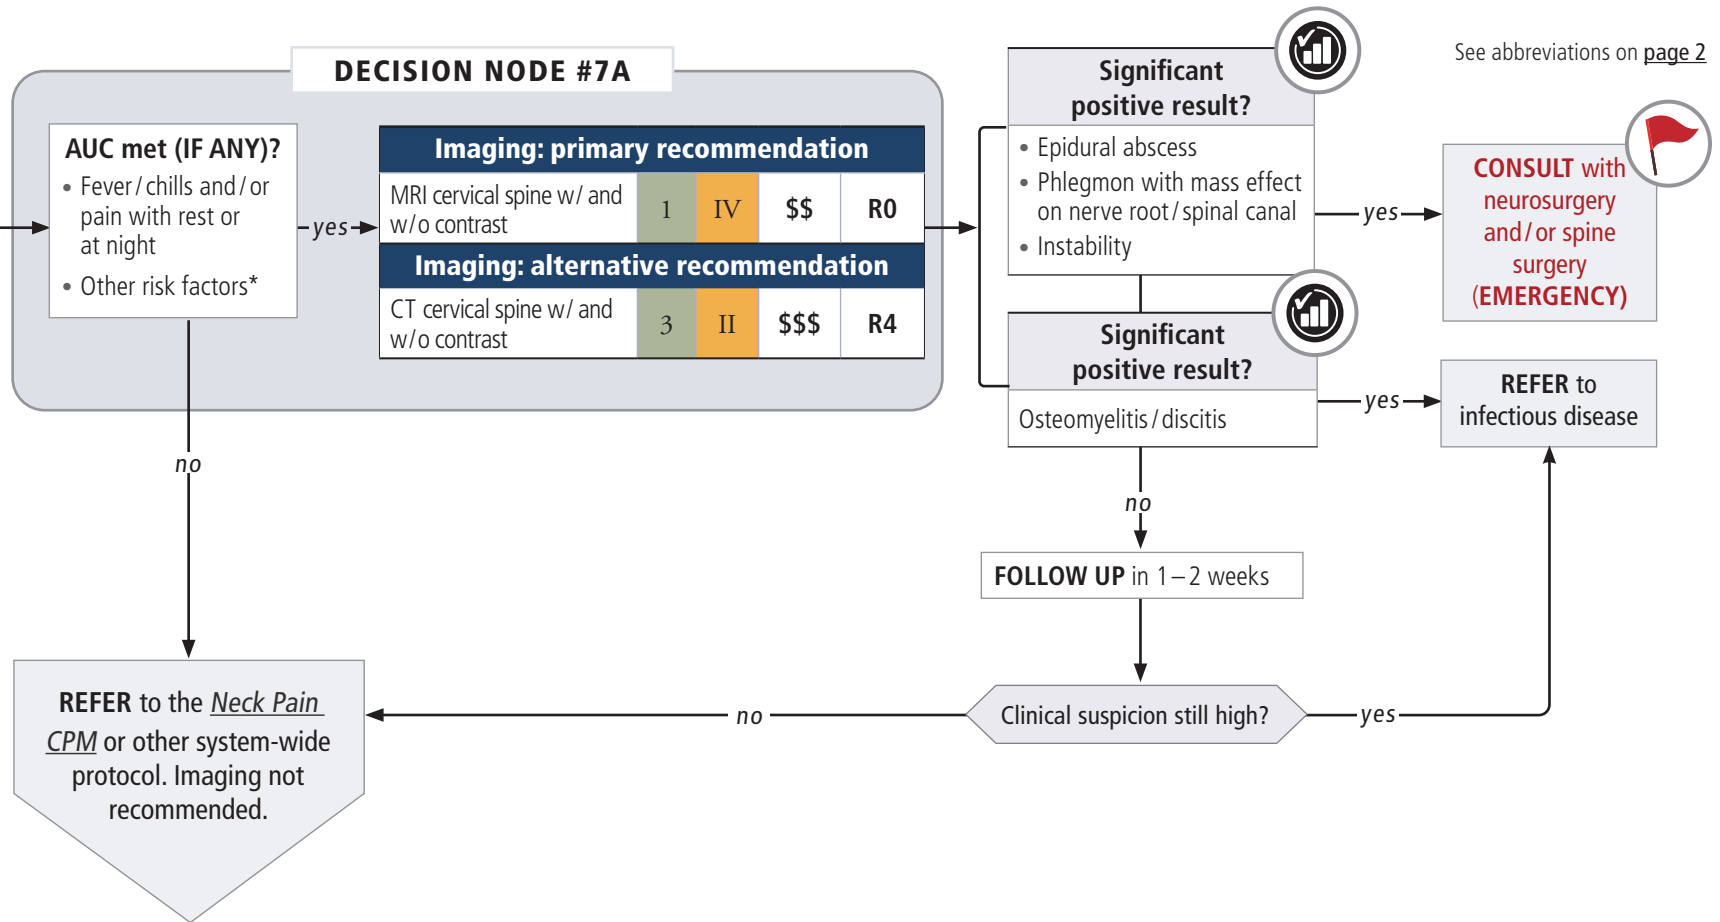 See abbreviations on page 2
DECISION NODE #7A
AUC met (IF ANY)?
• Fever/chills and/or
pain with rest or
at night
• Other risk factors*
yes
no
Imaging: primary recommendation
MRI cervical spine w/ and
w/o contrast
1
IV
$$
R0
Imaging: alternative recommendation
CT cervical spine w/ and
w/o contrast
3
II
$$$
R4
Significant
positive result?
• Epidural abscess
• Phlegmon with mass effect
on nerve root/spinal canal
• Instability
yes
CONSULT with
neurosurgery
and/or spine
surgery
(EMERGENCY)
Significant
positive result?
Osteomyelitis/discitis
yes
REFER to
infectious disease
no
FOLLOW UP in 1–2 weeks
Clinical suspicion still high?
yes
no
REFER to the Neck Pain
CPM or other system-wide
protocol. Imaging not
recommended.